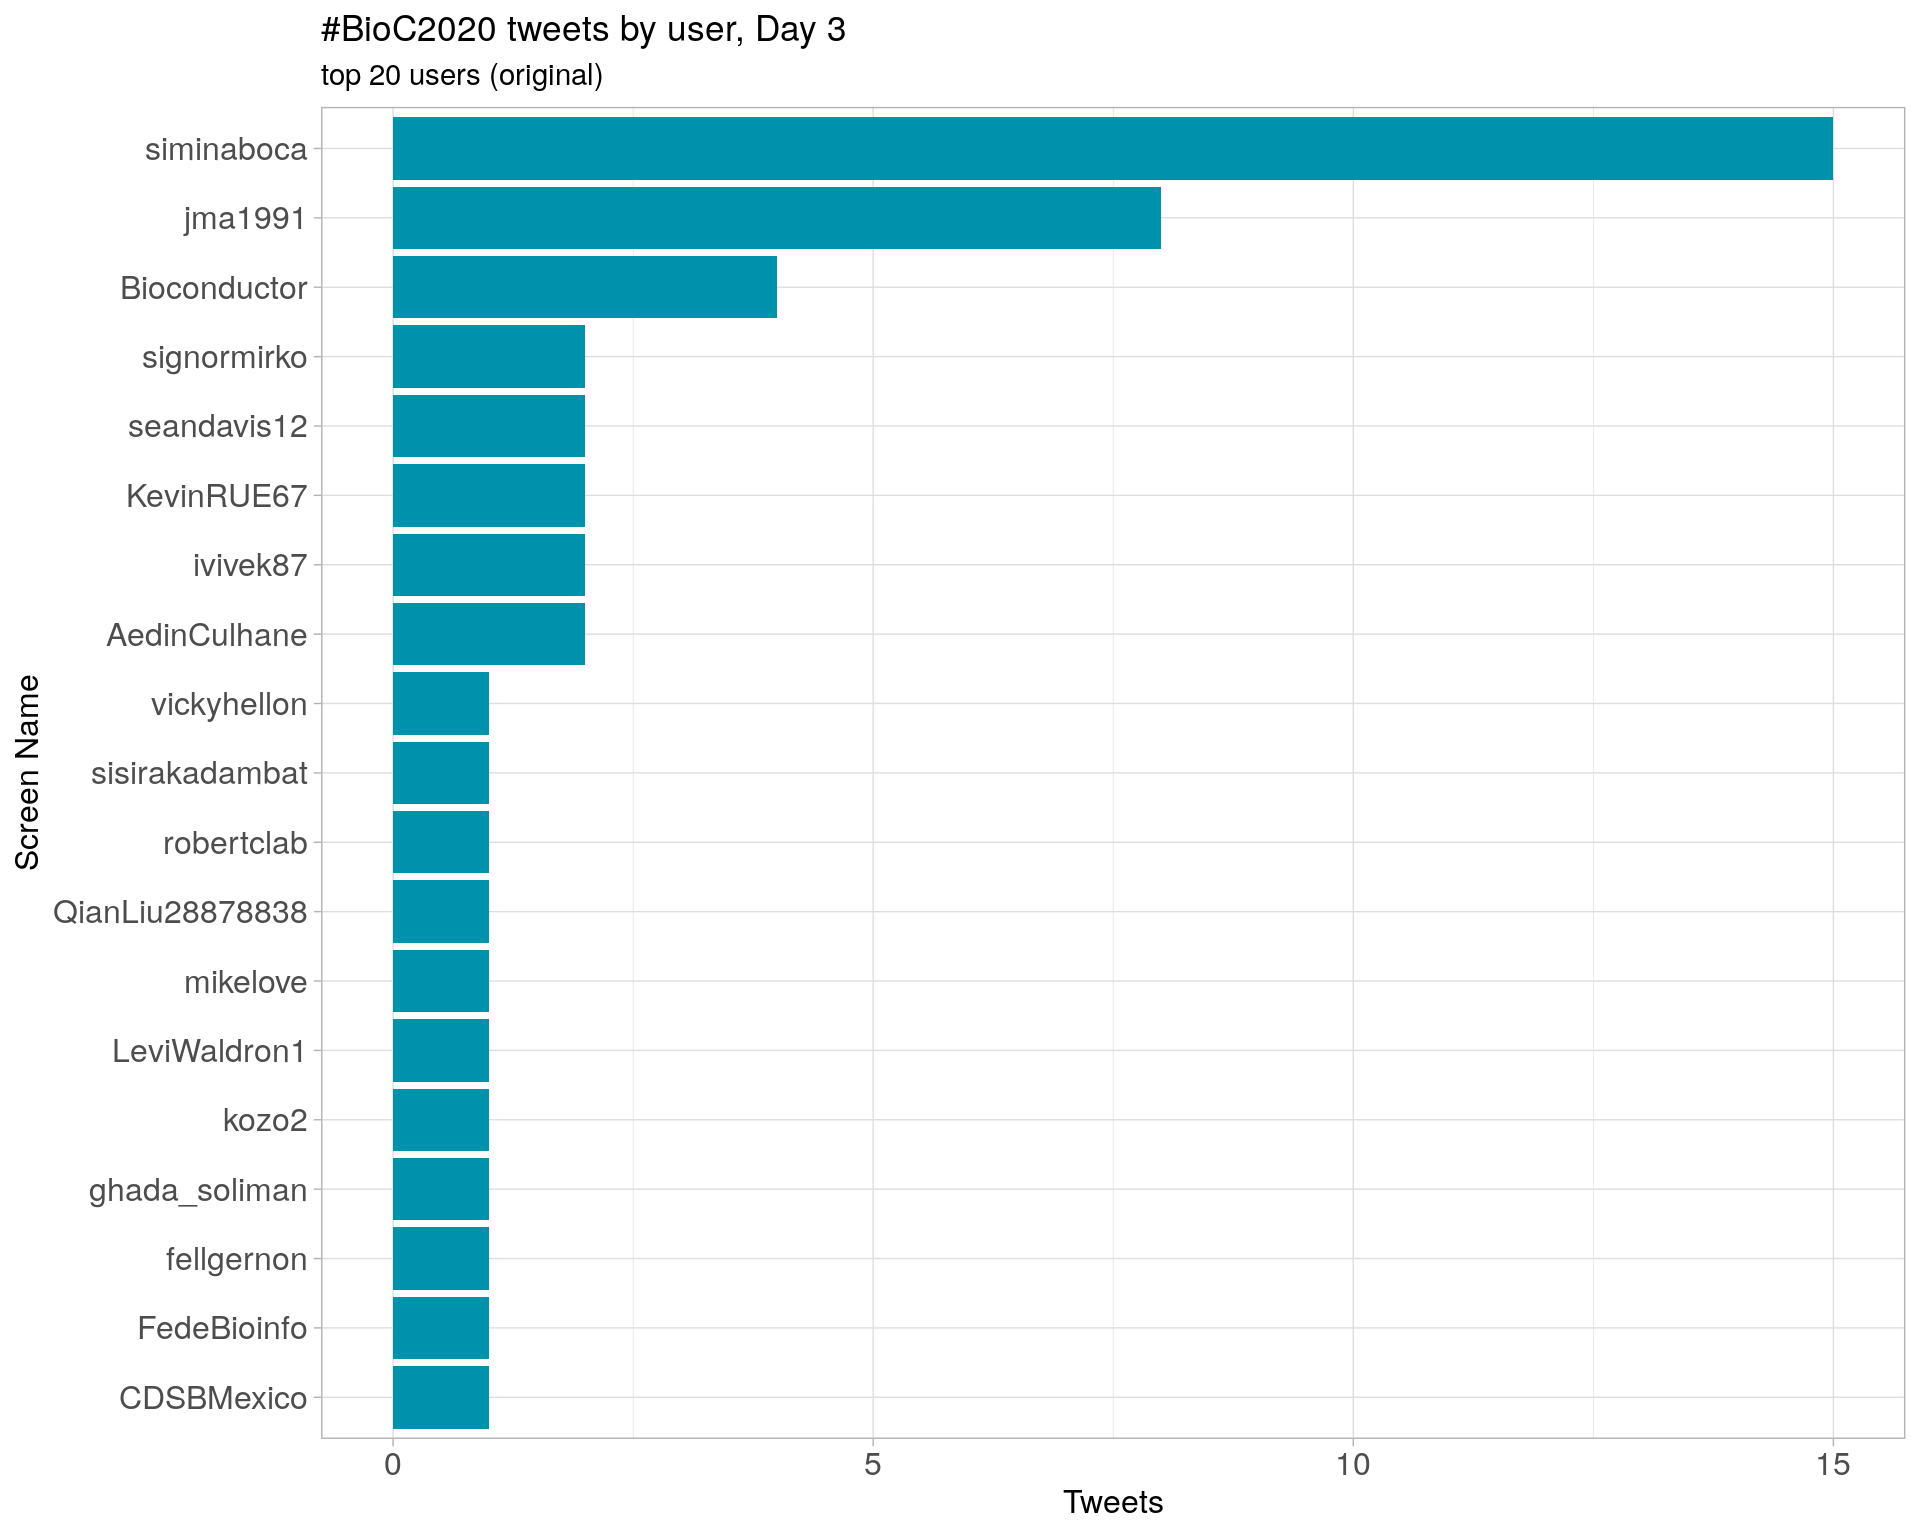 #BioC2020 tweets by user, Day 3
top 20 users (original)
siminaboca
jma1991
Bioconductor
signormirko
seandavis12
KevinRUE67
ivivek87
AedinCulhane
vickyhellon
sisirakadambat
robertclab
QianLiu28878838
mikelove
LeviWaldron1
kozo2
ghada_soliman
fellgernon
FedeBioinfo
CDSBMexico
Screen Name
0 5 10 15
Tweets